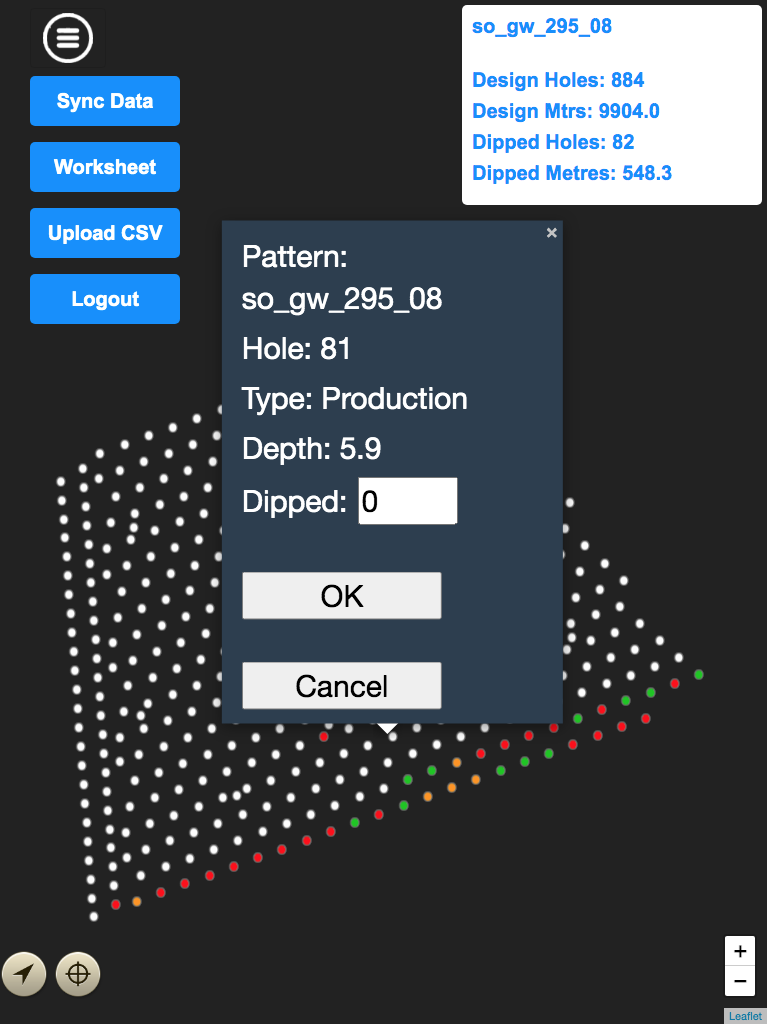 Sync Data
Worksheet
Upload CSV
Logout
so_gw_295_08
Design Holes: 884
Design Mtrs: 9904.0
Dipped Holes: 82
Dipped Metres: 548.3
×
Pattern:
so_gw_295_08
Hole: 81
Type: Production
Depth: 5.9
Dipped: 0
OK
Cancel
+
−
Leaflet